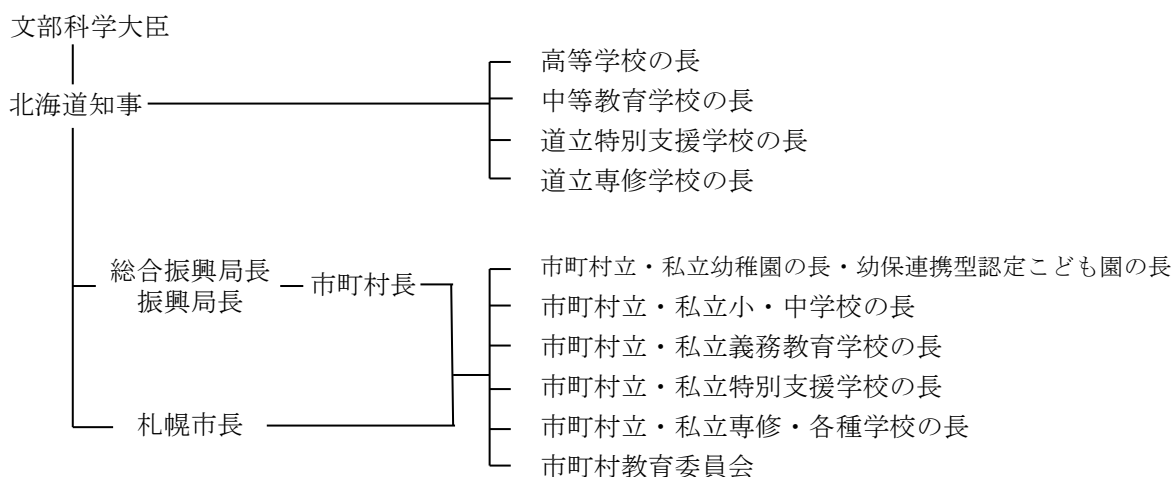 文部科学大臣
北海道知事
高等学校の長
中等教育学校の長
道立特別支援学校の長
道立専修学校の長
総合振興局長
振興局長
市町村長
札幌市長
市町村立・私立幼稚園の長・幼保連携型認定こども園の長
市町村立・私立小・中学校の長
市町村立・私立義務教育学校の長
市町村立・私立特別支援学校の長
市町村立・私立専修・各種学校の長
市町村教育委員会